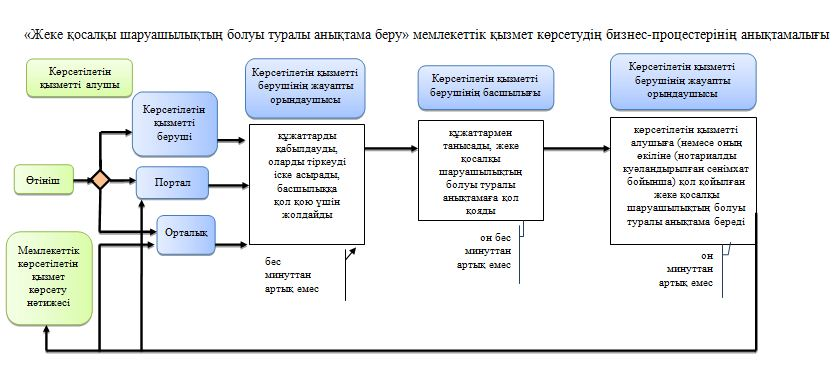 «Жеке қосалқы шаруашылықтың болуы туралы анықтама беру» мемлекеттік қызмет көрсетудің бизнес-процестерінің анықтамалығы
Көрсетілетін
қызметті алушы
Көрсетілетін қызметті
берушінің жауапты
орындаушысы
Көрсетілетін қызметті
берушінің басшылығы
Көрсетілетін қызметті
берушінің жауапты
орындаушысы
Өтініш
Көрсетілетін
қызметті
беруші
Портал
Орталық
құжаттарды
қабылдауды,
оларды тіркеуді
іске асырады,
басшылыққа
қол қою үшін
жолдайды
құжаттармен
танысады, жеке
қосалқы
шаруашылықтың
болуы туралы
анықтамаға қол
қояды
көрсетілетін қызметті
алушыға (немесе оның
өкіліне (нотариалды
куәландырылған сенімхат
бойынша) қол қойылған
жеке қосалқы
шаруашылықтың болуы
туралы анықтама береді
Мемлекеттік
көрсетілетін
қызмет
көрсету
нәтижесі
бес
минуттан
артық емес
он бес
минуттан
артық емес
он
минуттан
артық емес